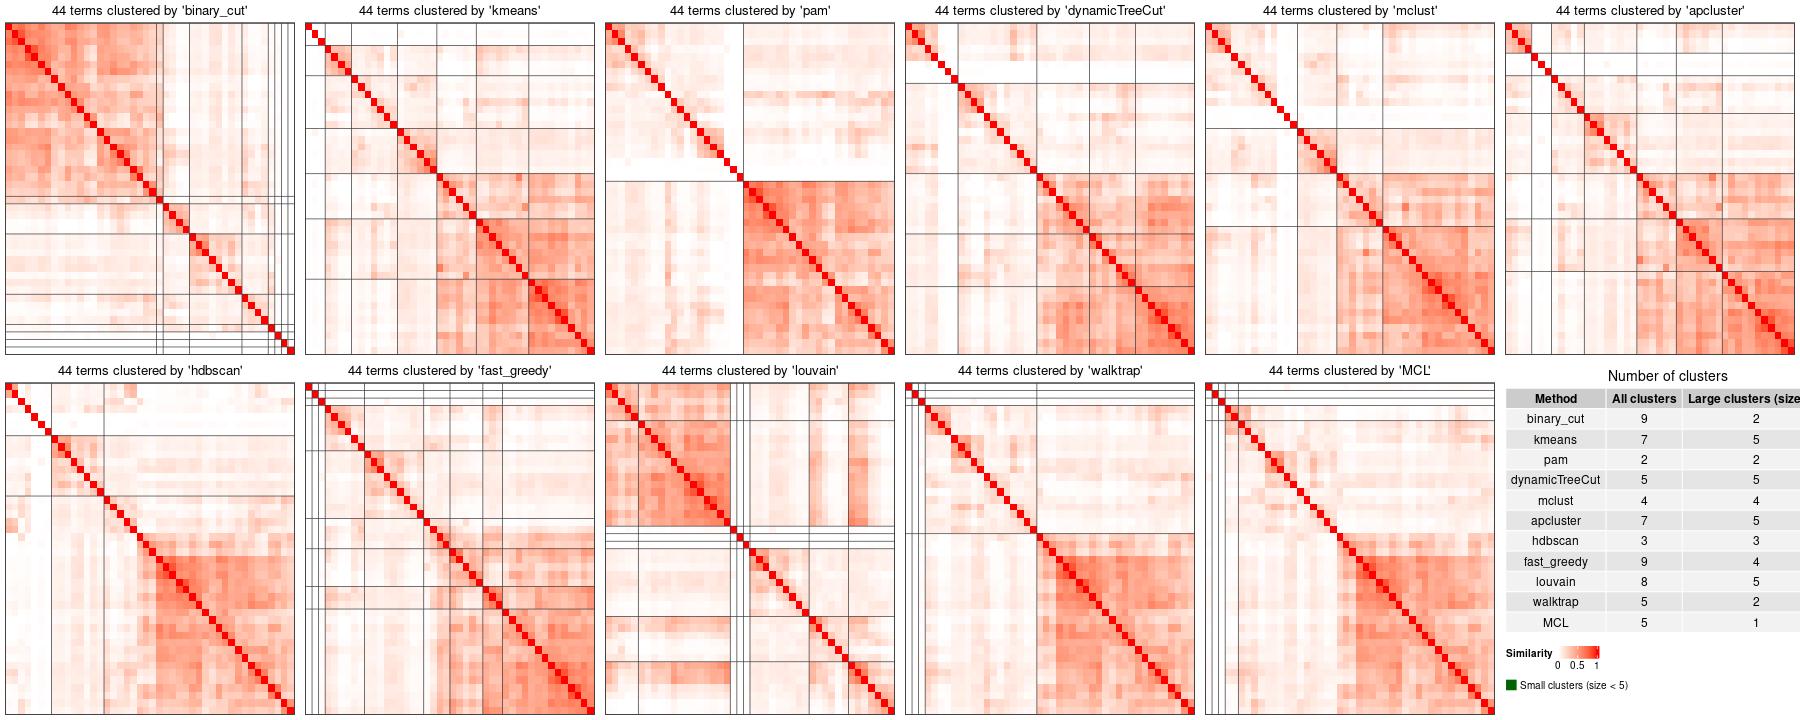 44 terms clustered by 'binary_cut'
44 terms clustered by 'kmeans'
44 terms clustered by 'pam'
44 terms clustered by 'dynamicTreeCut'
44 terms clustered by 'mclust'
44 terms clustered by 'apcluster'
44 terms clustered by 'hdbscan'
44 terms clustered by 'fast_greedy'
44 terms clustered by 'louvain'
44 terms clustered by 'walktrap'
44 terms clustered by 'MCL'
Number of clusters
Method All clusters Large clusters (size
binary_cut 9 2
kmeans 7 5
pam 2 2
dynamicTreeCut 5 5
mclust 4 4
apcluster 7 5
hdbscan 3 3
fast_greedy 9 4
louvain 8 5
walktrap 5 2
MCL 5 1
Similarity
0 0.5 1
Small clusters (size < 5)